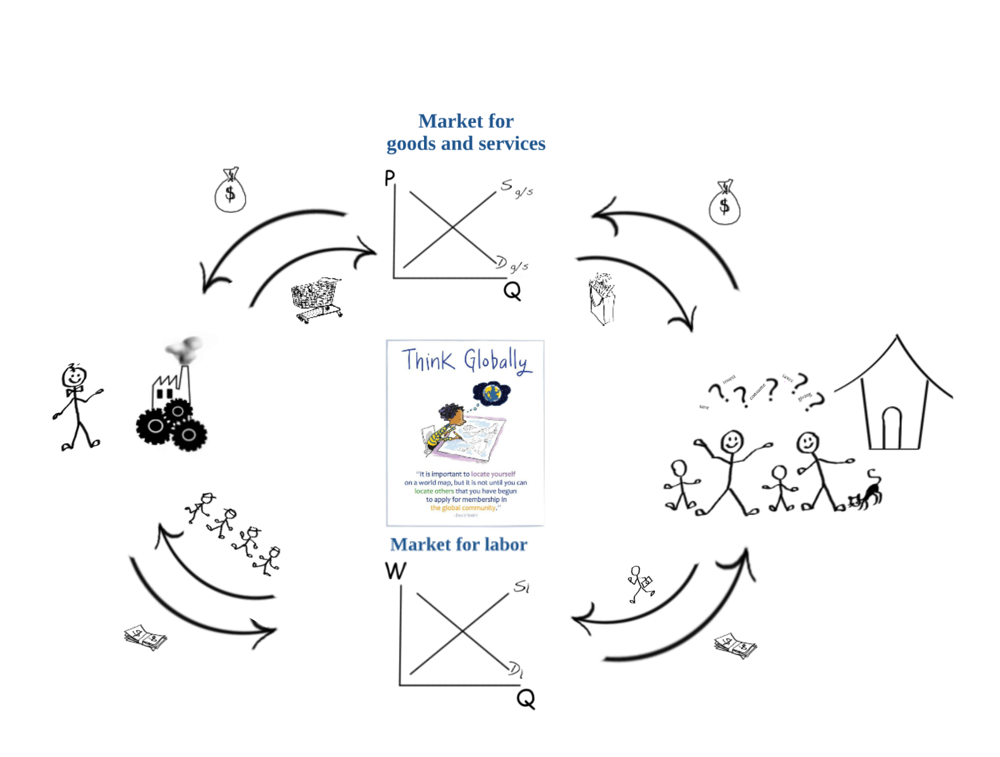 Market for
goods and services
$
$
P
S g/s
D g/s
Q
Think Globally
"It is important to locate yourself
on a world map, but it is not until you can
locate others that you have begun
to apply for membership in
the global community."
- David Smith
save
?
invest
?
consume
?
taxes
?
giving
?
Market for labor
W
Sl
Dl
Q
$ $
$ $